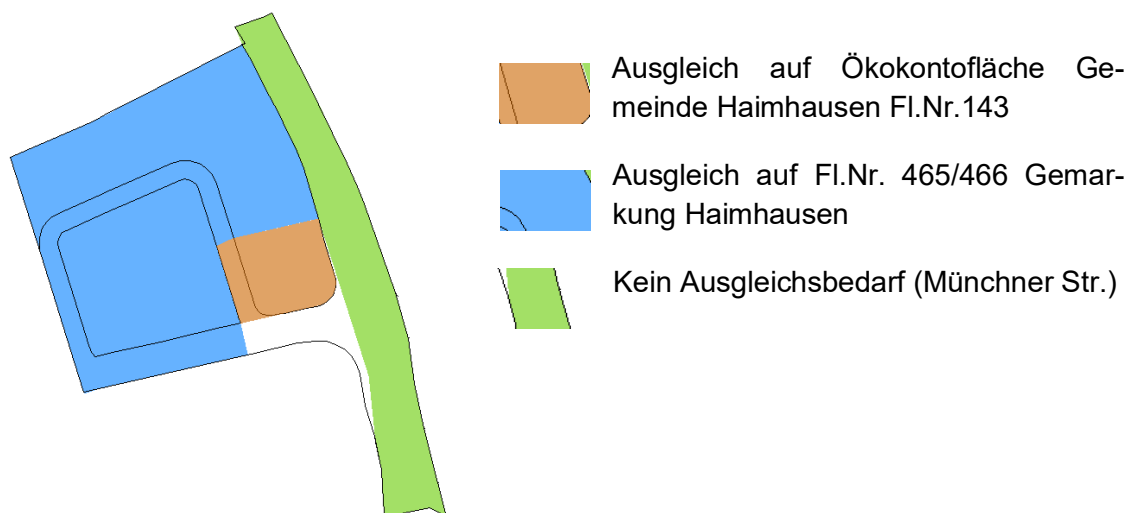 Ausgleich auf Ökokontofläche Ge-
meinde Haimhausen Fl.Nr.143
Ausgleich auf Fl.Nr. 465/466 Gemar-
kung Haimhausen
Kein Ausgleichsbedarf (Münchner Str.)